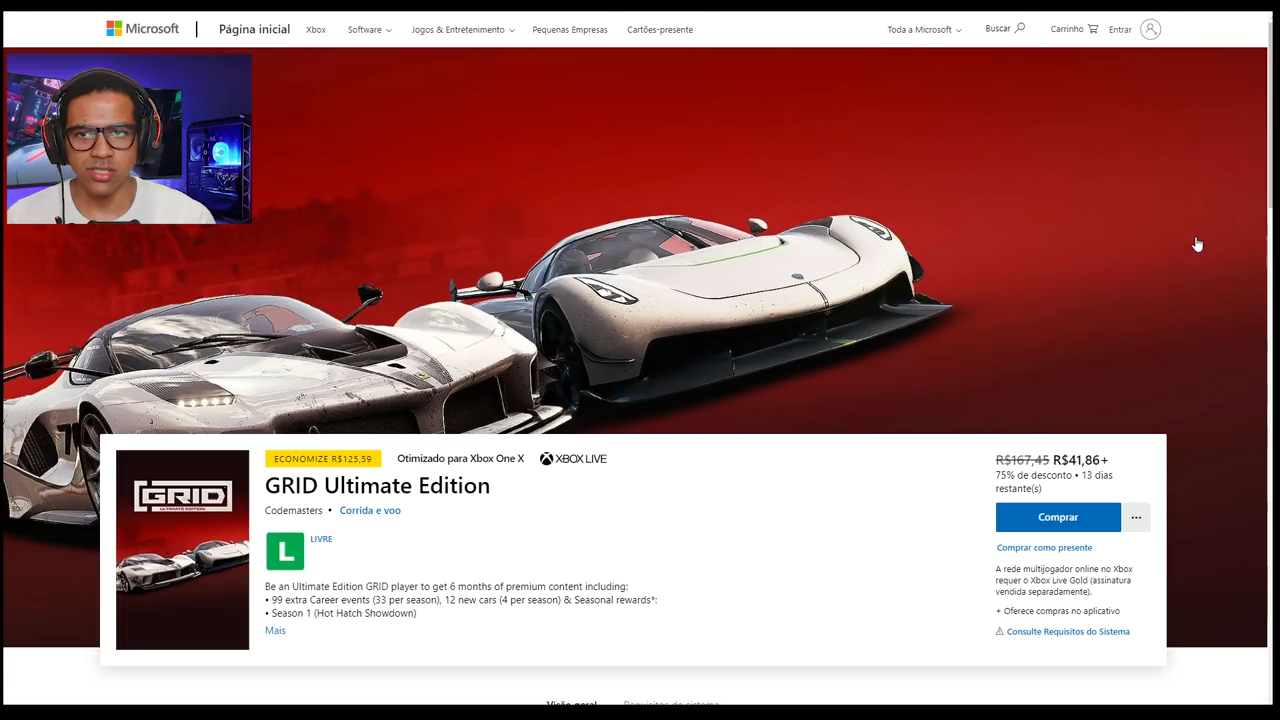 Microsoft
Página inicial
Xbox
Software
Jogos & Entretenimento
Pequenas Empresas
Cartões-presente
Toda a Microsoft
Buscar
Carrinho
Entrar
GRID
ULTIMATE EDITION
ECONOMIZE R$125,59
Otimizado para Xbox One X
XBOX LIVE
GRID Ultimate Edition
Codemasters • Corrida e voo
L
LIVRE
Be an Ultimate Edition GRID player to get 6 months of premium content including:
• 99 extra Career events (33 per season), 12 new cars (4 per season) & Seasonal rewards*:
• Season 1 (Hot Hatch Showdown)
Mais
R$167,45 R$41,86+
75% de desconto • 13 dias
restante(s)
Comprar
...
Comprar como presente
A rede multijogador online no Xbox
requer o Xbox Live Gold (assinatura
vendida separadamente).
+ Oferece compras no aplicativo
Consulte Requisitos do Sistema
Visão geral
Requisitos do sistema